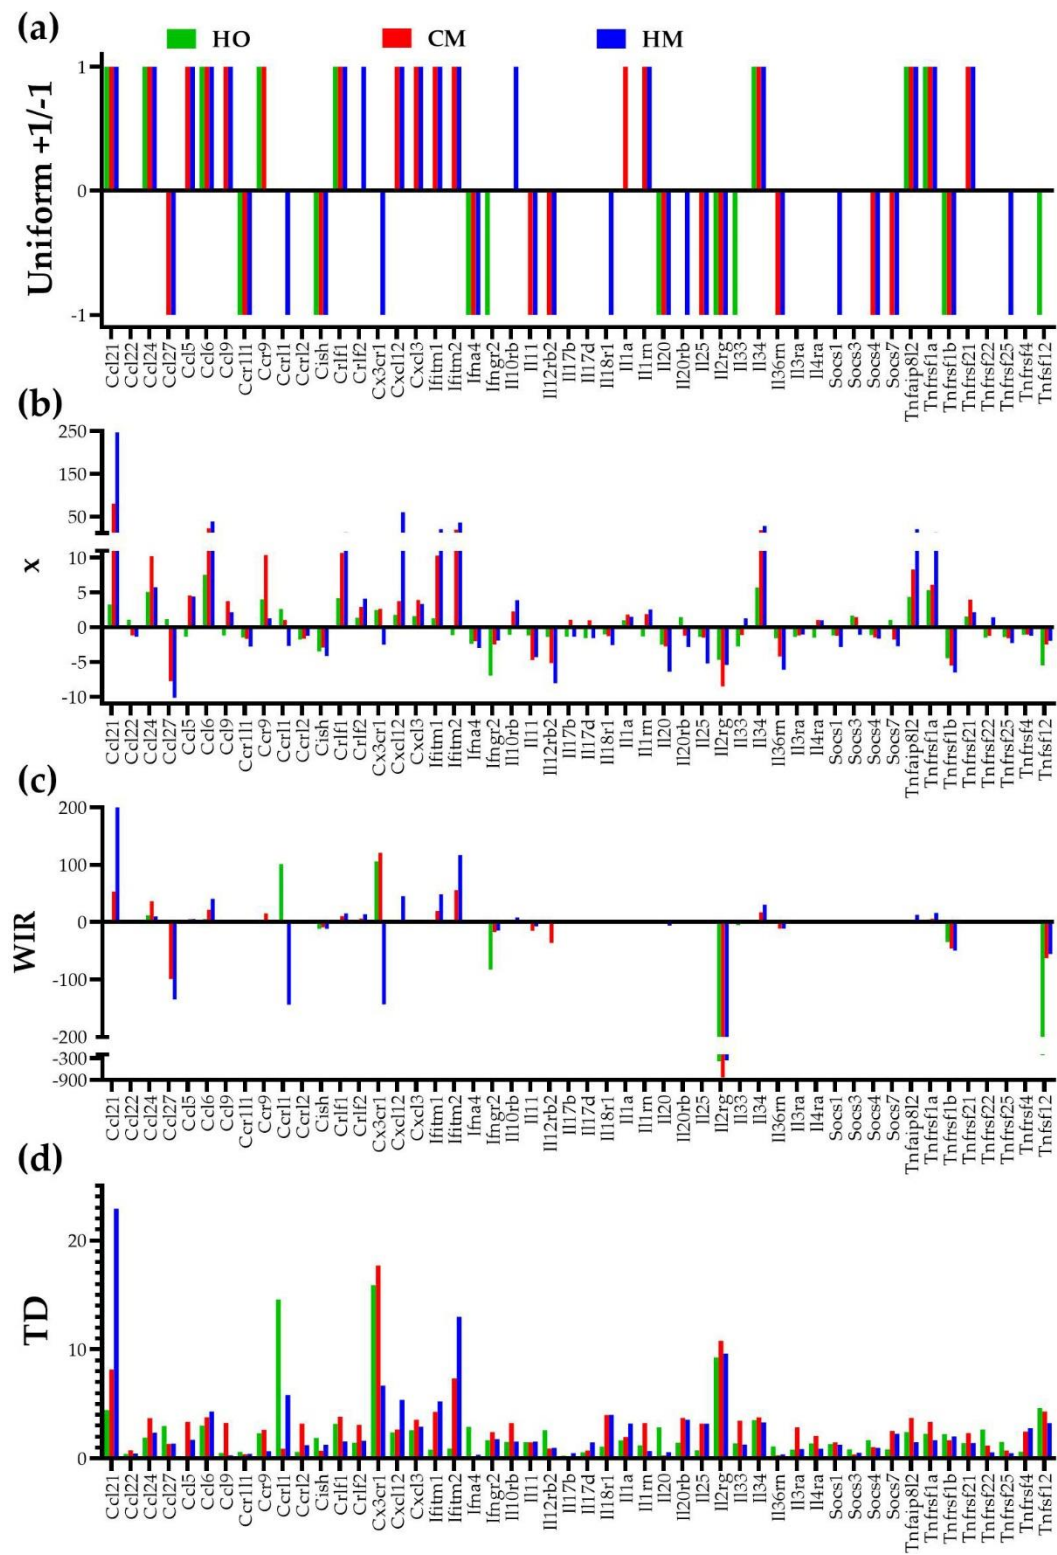 (a)
HO CM HM
Uniform +1/-1
1
0
-1
Ccl21 Ccl22 Ccl24 Ccl27 Ccl5 Ccl6 Ccl9 Ccr1l1 Ccr9 Ccrl1 Ccrl2 Cish Crlf1 Crlf2 Cx3cr1 Cxcl12 Cxcl3 Ifitm1 Ifitm2 Ifna4 Ifngr2 Il10rb Il11 Il12rb2 Il17b Il17d Il18r1 Il1a Il1rn Il20 Il20rb Il25 Il2rg Il33 Il34 Il36rn Il3ra Il4ra Socs1 Socs3 Socs4 Socs7 Tnfaip8l2 Tnfrsf1a Tnfrsf1b Tnfrsf21 Tnfrsf22 Tnfrsf25 Tnfrsf4 Tnfsf12
(b)
x
250
150
50
10
5
0
-5
-10
Ccl21 Ccl22 Ccl24 Ccl27 Ccl5 Ccl6 Ccl9 Ccr1l1 Ccr9 Ccrl1 Ccrl2 Cish Crlf1 Crlf2 Cx3cr1 Cxcl12 Cxcl3 Ifitm1 Ifitm2 Ifna4 Ifngr2 Il10rb Il11 Il12rb2 Il17b Il17d Il18r1 Il1a Il1rn Il20 Il20rb Il25 Il2rg Il33 Il34 Il36rn Il3ra Il4ra Socs1 Socs3 Socs4 Socs7 Tnfaip8l2 Tnfrsf1a Tnfrsf1b Tnfrsf21 Tnfrsf22 Tnfrsf25 Tnfrsf4 Tnfsf12
(c)
WIR
200
100
0
-100
-200
-300
-900
Ccl21 Ccl22 Ccl24 Ccl27 Ccl5 Ccl6 Ccl9 Ccr1l1 Ccr9 Ccrl1 Ccrl2 Cish Crlf1 Crlf2 Cx3cr1 Cxcl12 Cxcl3 Ifitm1 Ifitm2 Ifna4 Ifngr2 Il10rb Il11 Il12rb2 Il17b Il17d Il18r1 Il1a Il1rn Il20 Il20rb Il25 Il2rg Il33 Il34 Il36rn Il3ra Il4ra Socs1 Socs3 Socs4 Socs7 Tnfaip8l2 Tnfrsf1a Tnfrsf1b Tnfrsf21 Tnfrsf22 Tnfrsf25 Tnfrsf4 Tnfsf12
(d)
TD
20
10
0
Ccl21 Ccl22 Ccl24 Ccl27 Ccl5 Ccl6 Ccl9 Ccr1l1 Ccr9 Ccrl1 Ccrl2 Cish Crlf1 Crlf2 Cx3cr1 Cxcl12 Cxcl3 Ifitm1 Ifitm2 Ifna4 Ifngr2 Il10rb Il11 Il12rb2 Il17b Il17d Il18r1 Il1a Il1rn Il20 Il20rb Il25 Il2rg Il33 Il34 Il36rn Il3ra Il4ra Socs1 Socs3 Socs4 Socs7 Tnfaip8l2 Tnfrsf1a Tnfrsf1b Tnfrsf21 Tnfrsf22 Tnfrsf25 Tnfrsf4 Tnfsf12